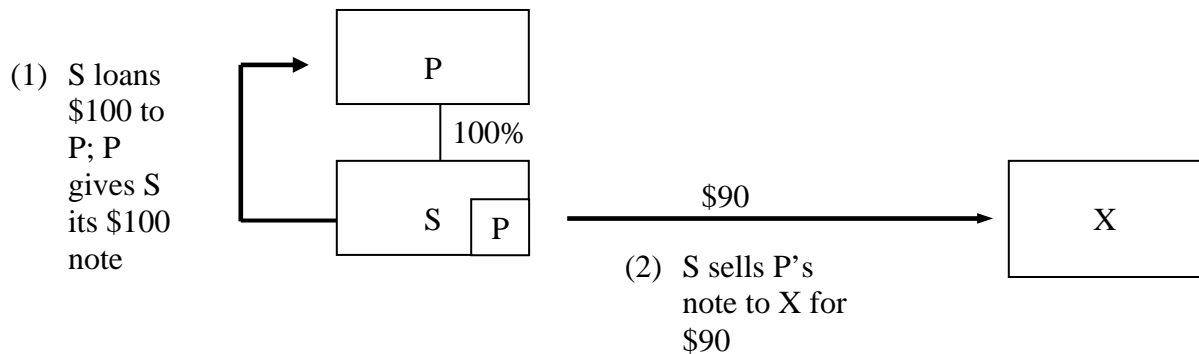 P
(1) S loans
$100 to
P; P
gives S
its $100
note
100%
S
P
$90
X
(2) S sells P’s
note to X for
$90